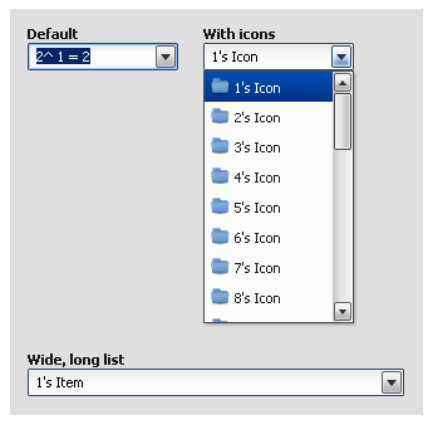 Default
2^ 1 = 2
With icons
1's Icon
1's Icon
2's Icon
3's Icon
4's Icon
5's Icon
6's Icon
7's Icon
8's Icon
Wide, long list
1's Item